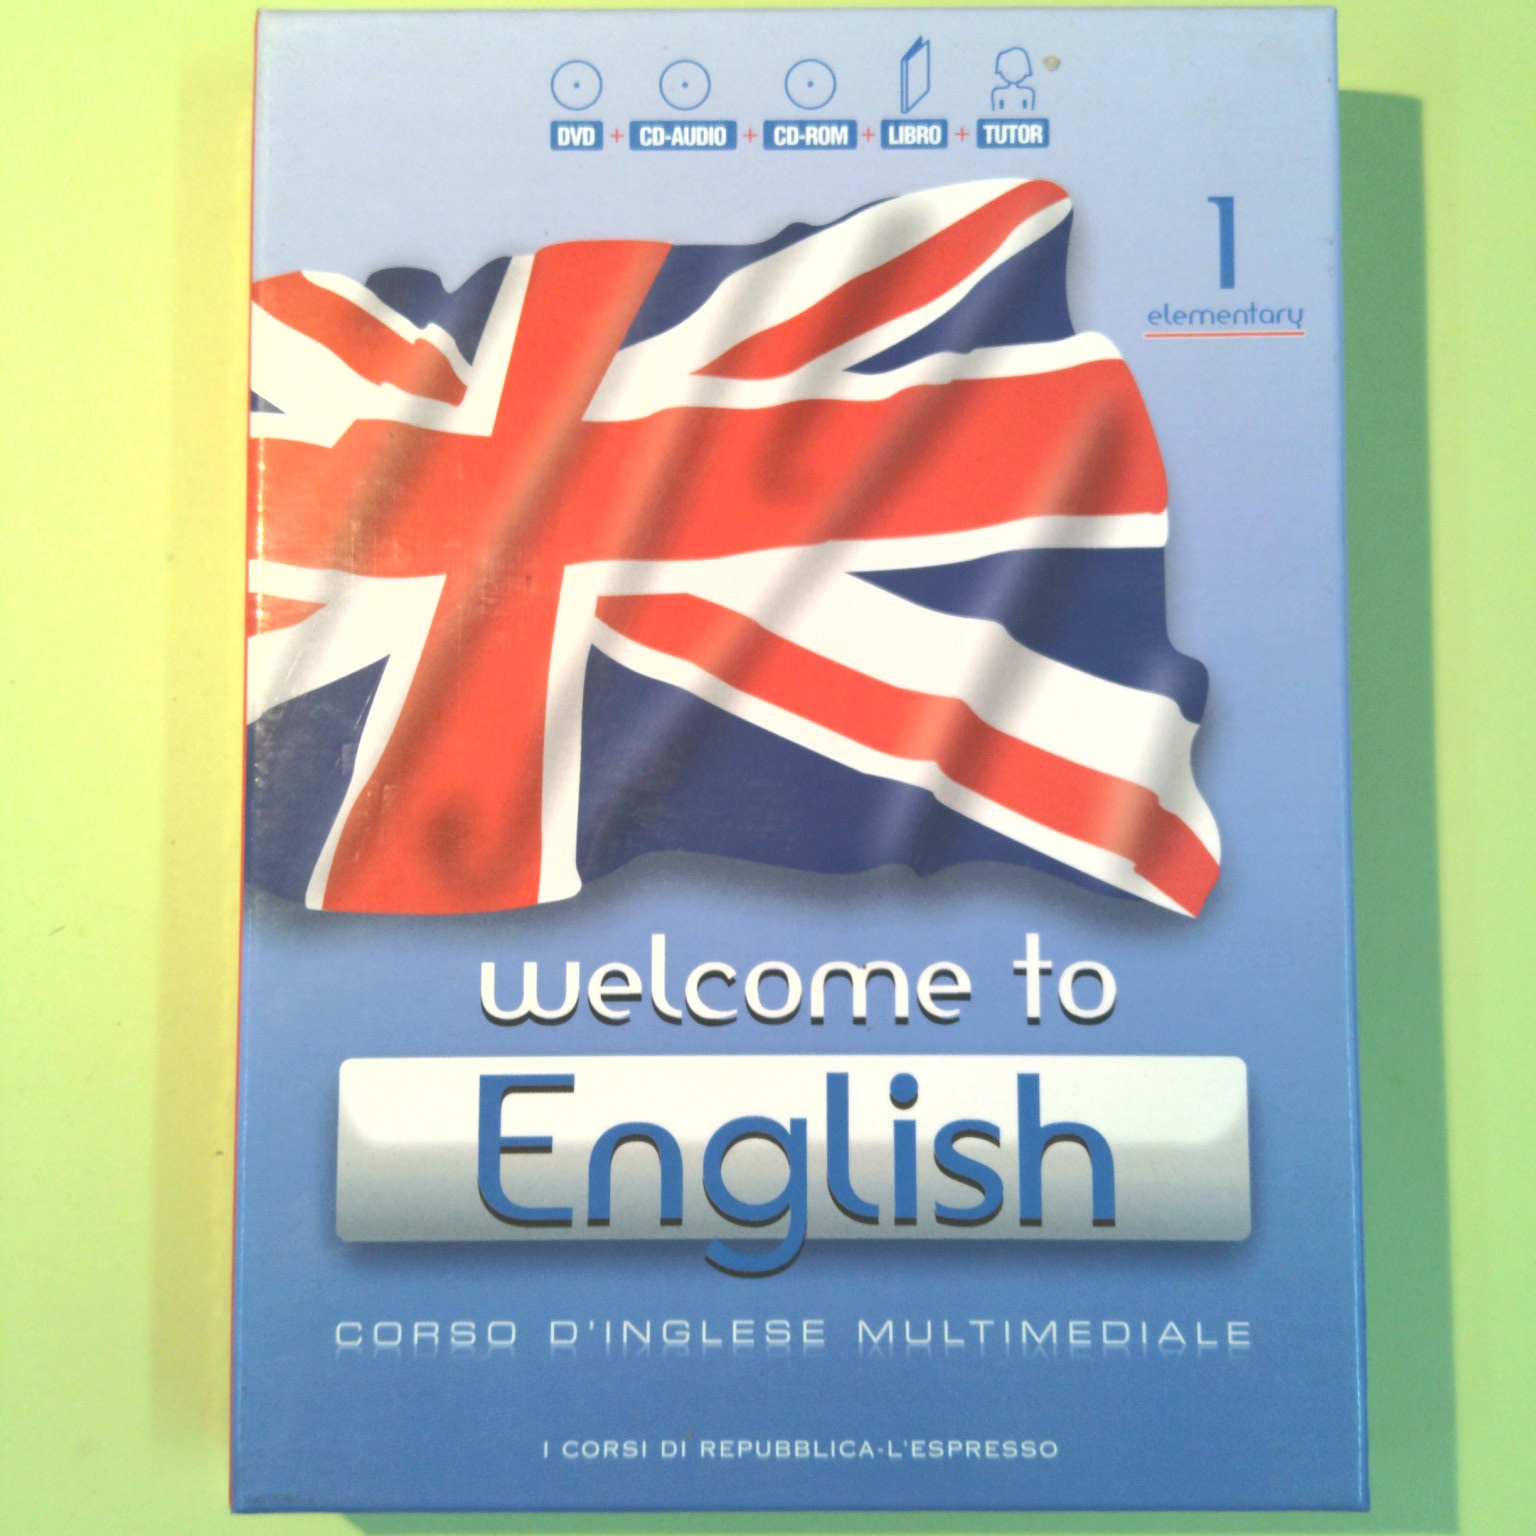 DVD + CD-AUDIO + CD-ROM + LIBRO + TUTOR
1
elementary
welcome to
English
CORSO D'INGLESE MULTIMEDIALE
I CORSI DI REPUBBLICA-L'ESPRESSO